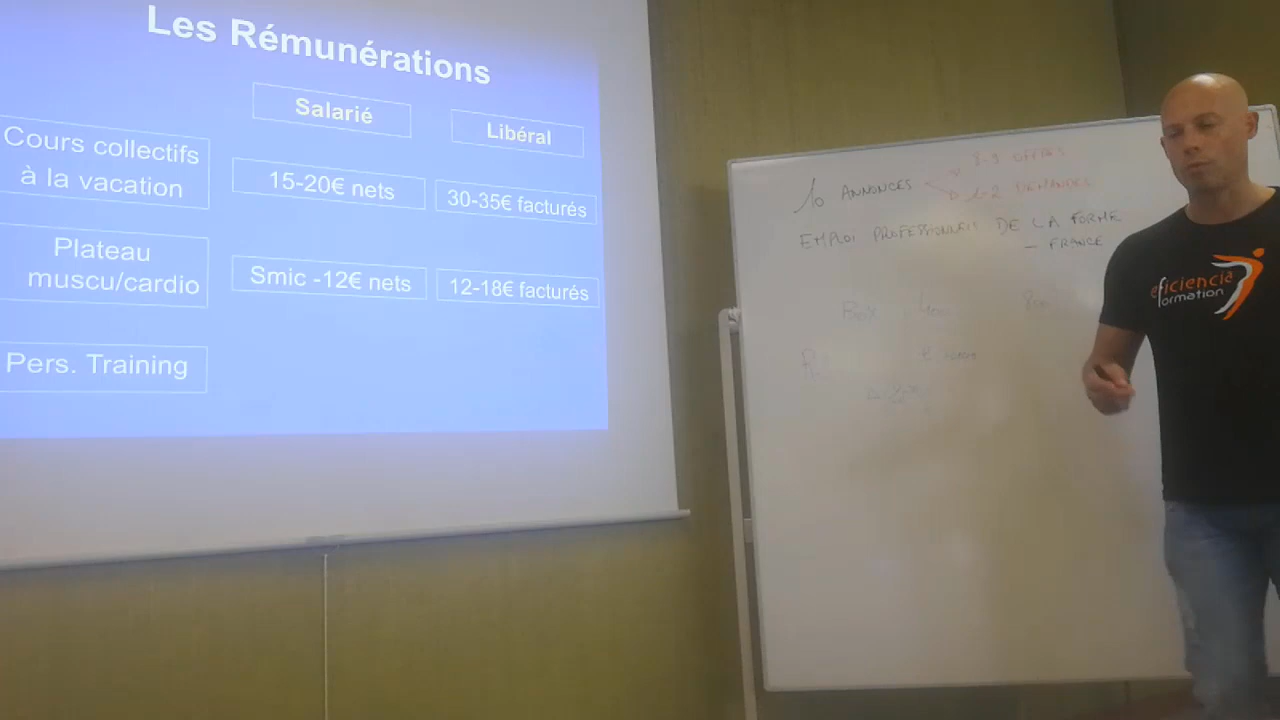 Les Rémunérations
Salarié
Libéral
Cours collectifs
à la vacation
15-20€ nets
30-35€ facturés
Plateau
muscu/cardio
Smic -12€ nets
12-18€ facturés
Pers. Training
10 ANNONCES
8-9 OFFRES
1-2 DEMANDES
EMPLOI PROFESSIONNELS DE LA FORME
- FRANCE
eficiencia
formation